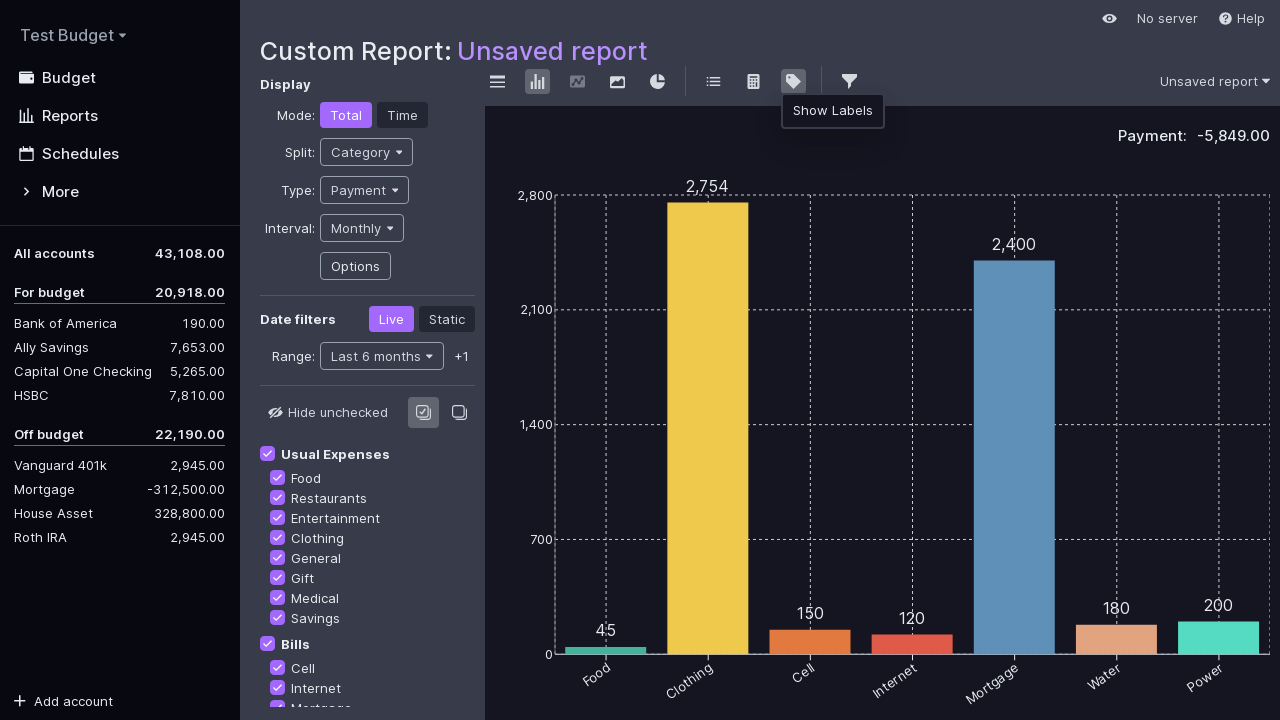 Test Budget
Budget
Reports
Schedules
More
All accounts 43,108.00
For budget 20,918.00
Bank of America 190.00
Ally Savings 7,653.00
Capital One Checking 5,265.00
HSBC 7,810.00
Off budget 22,190.00
Vanguard 401k 2,945.00
Mortgage -312,500.00
House Asset 328,800.00
Roth IRA 2,945.00
Add account
No server
Help
Custom Report: Unsaved report
Display
Mode: Total Time
Split: Category
Type: Payment
Interval: Monthly
Options
Date filters Live Static
Range: Last 6 months +1
Hide unchecked
Usual Expenses
Food
Restaurants
Entertainment
Clothing
General
Gift
Medical
Savings
Bills
Cell
Internet
Mortgage
Unsaved report
Show Labels
Payment: -5,849.00
2,800
2,100
1,400
700
0
45
2,754
150
120
2,400
180
200
Food
Clothing
Cell
Internet
Mortgage
Water
Power